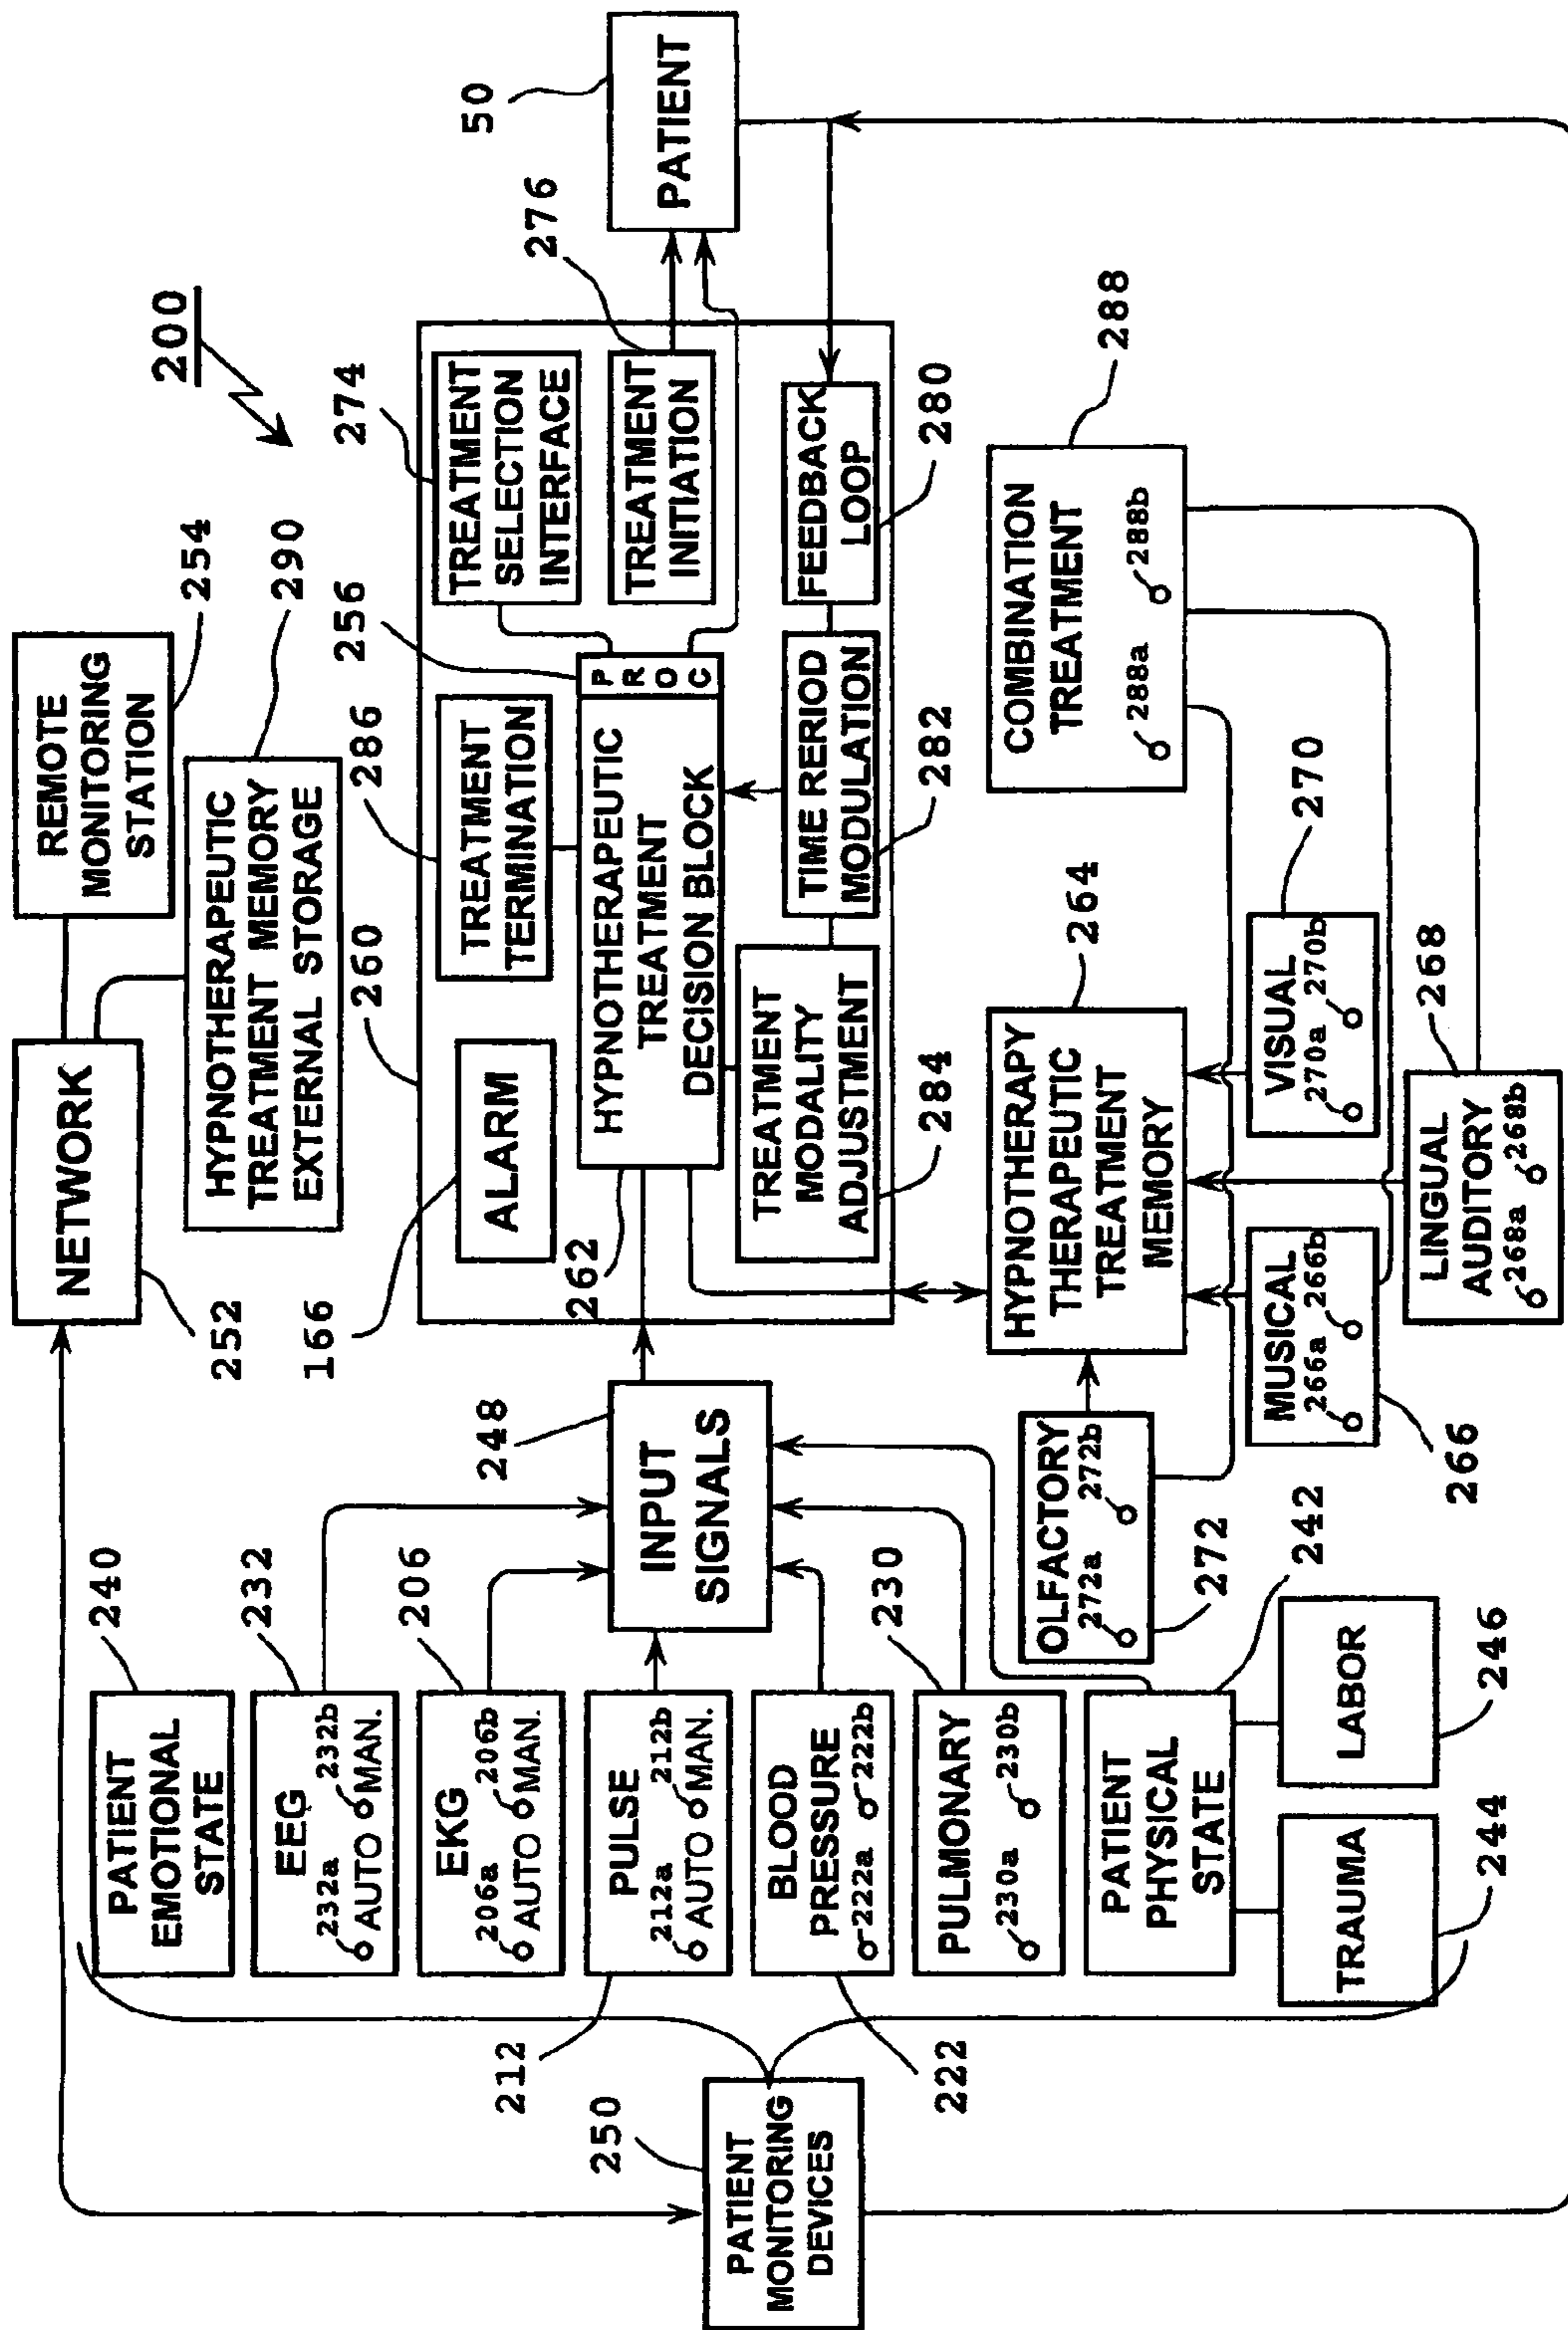 200
PATIENT
MONITORING
DEVICES
250
NETWORK
252
REMOTE
MONITORING
STATION
254
HYPNOTHERAPEUTIC
TREATMENT MEMORY
EXTERNAL STORAGE
290
PATIENT
EMOTIONAL
STATE
240
EEG
232a
232b
AUTO
MAN.
232
EKG
206a
206b
AUTO
MAN.
206
PULSE
212a
212b
AUTO
MAN.
212
BLOOD
PRESSURE
222a
222b
222
PULMONARY
230a
230b
230
PATIENT
PHYSICAL
STATE
242
TRAUMA
244
LABOR
246
INPUT
SIGNALS
248
260
ALARM
166
TREATMENT
TERMINATION
286
HYPNOTHERAPEUTIC
TREATMENT
DECISION BLOCK
262
PROC
256
TREATMENT
SELECTION
INTERFACE
274
TREATMENT
INITIATION
276
TREATMENT
MODALITY
ADJUSTMENT
284
TIME RERIOD
MODULATION
282
FEEDBACK
LOOP
280
PATIENT
50
HYPNOTHERAPY
THERAPEUTIC
TREATMENT
MEMORY
264
OLFACTORY
272a
272b
272
MUSICAL
266a
266b
266
LINGUAL
AUDITORY
268a
268b
268
VISUAL
270a
270b
270
COMBINATION
TREATMENT
288a
288b
288